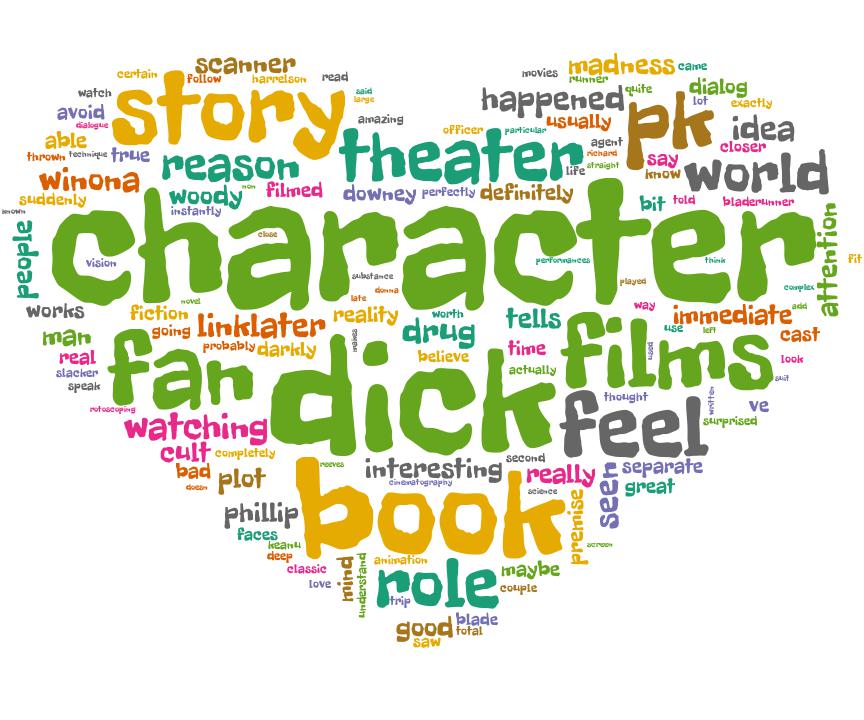 certain
scanner
follow
harrelson
read
movies
madness
came
runner
quite
dialog
lot
exactly
watch
avoid
dialogue
story
said
large
amazing
happened
usually
pk
idea
able
thrown
technique
true
reason
theater
officer
particular
agent
richard
straight
life
say
know
closer
world
winona
suddenly
woody
non
filmed
downey
perfectly
definitely
instantly
bit
told
bladerunner
known
people
character
close
vision
performances
think
played
complex
attention
fit
substance
donna
late
novel
works
fiction
going
linklater
reality
worth
drug
tells
way
immediate
add
use
left
cast
man
real
slacker
speak
probably
darkly
makes
believe
time
actually
films
used
look
suit
fan
dick
feel
thought
written
ve
surprised
rotoscoping
watching
cult
completely
bad
doesn
plot
reeves
interesting
second
cinematography
really
science
seen
separate
great
premise
screen
phillip
faces
keanu
deep
book
classic
love
mind
understand
animation
role
trip
maybe
couple
good
blade
total
saw